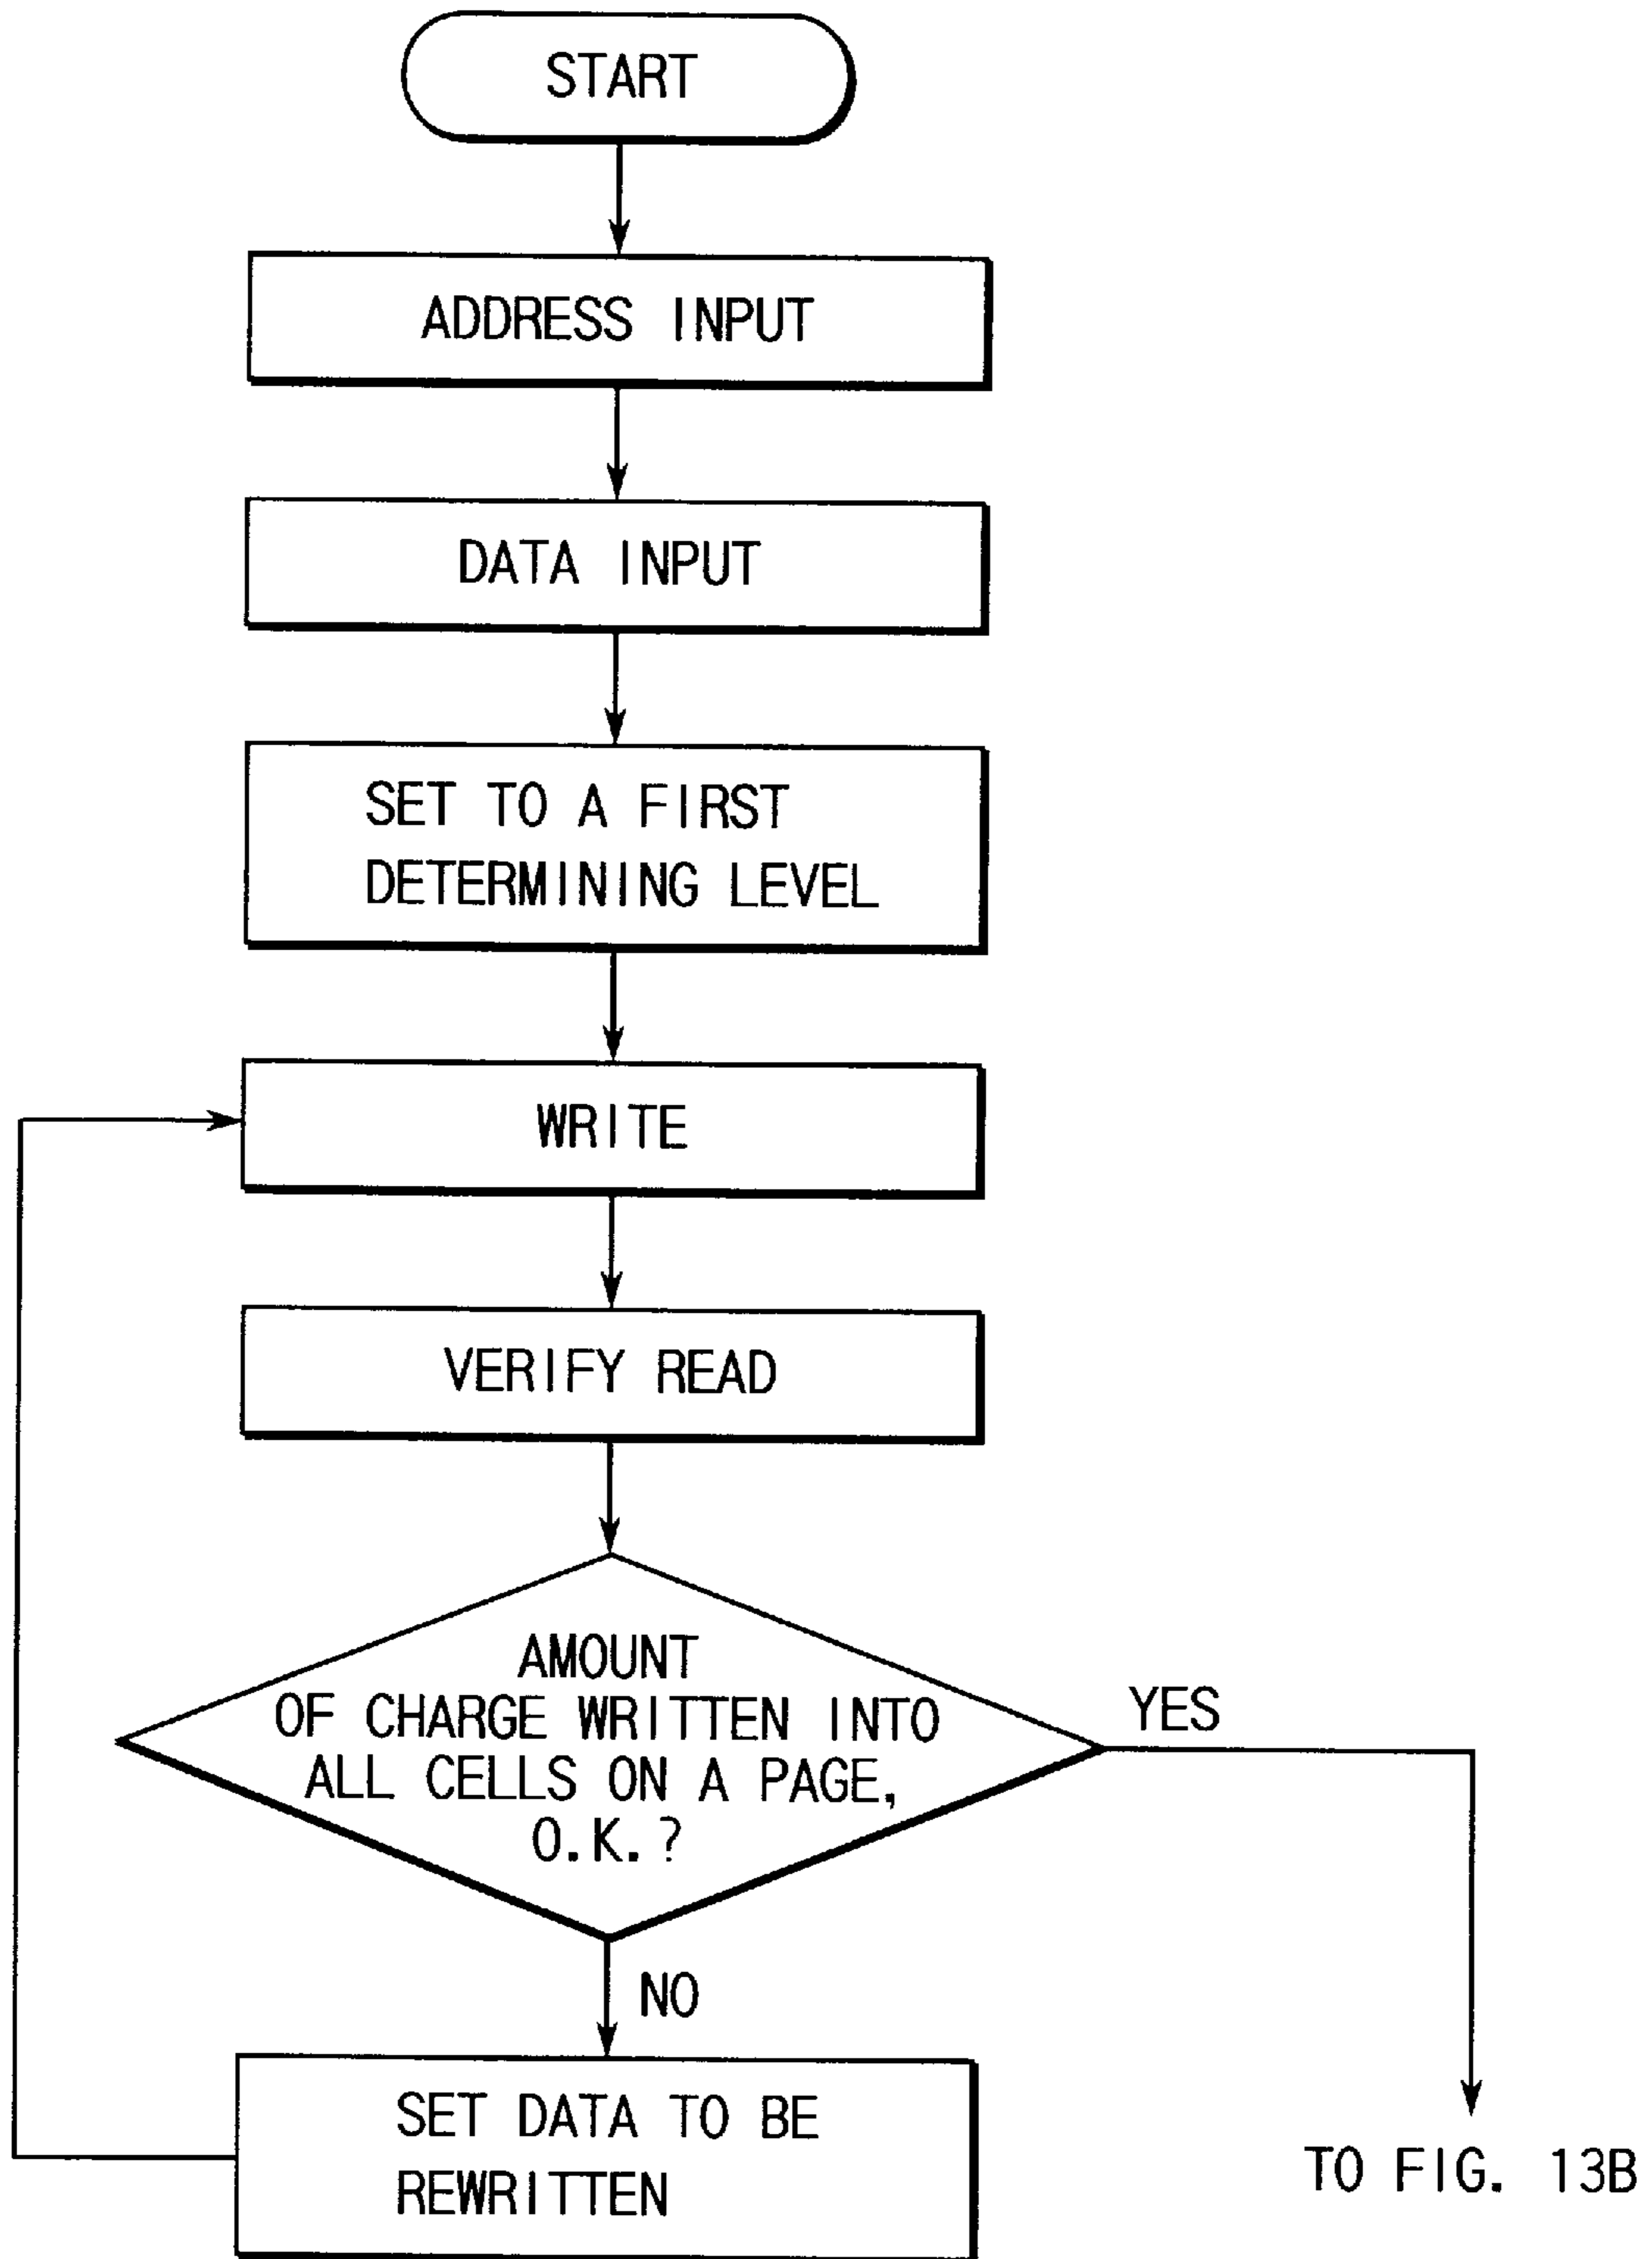 START
ADDRESS INPUT
DATA INPUT
SET TO A FIRST
DETERMINING LEVEL
WRITE
VERIFY READ
AMOUNT
OF CHARGE WRITTEN INTO
ALL CELLS ON A PAGE,
O.K.?
YES
NO
SET DATA TO BE
REWRITTEN
TO FIG. 13B